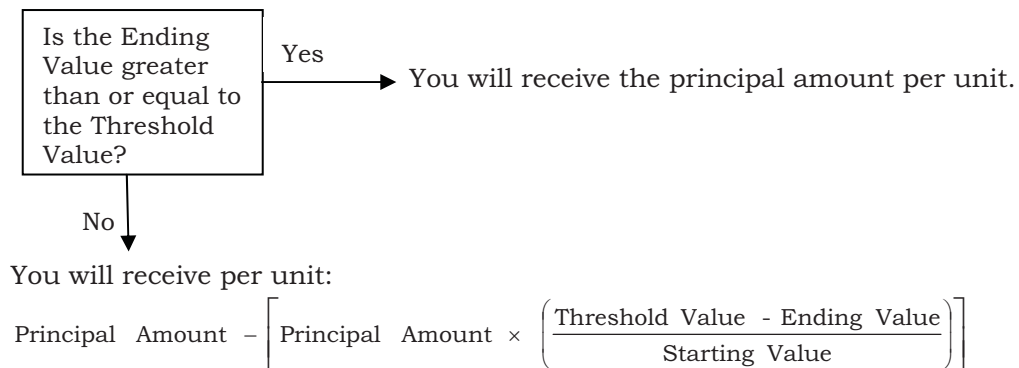 Is the Ending
Value greater
than or equal to
the Threshold
Value?
Yes
You will receive the principal amount per unit.
No
You will receive per unit:
Principal Amount – [Principal Amount × (Threshold Value - Ending Value / Starting Value)]